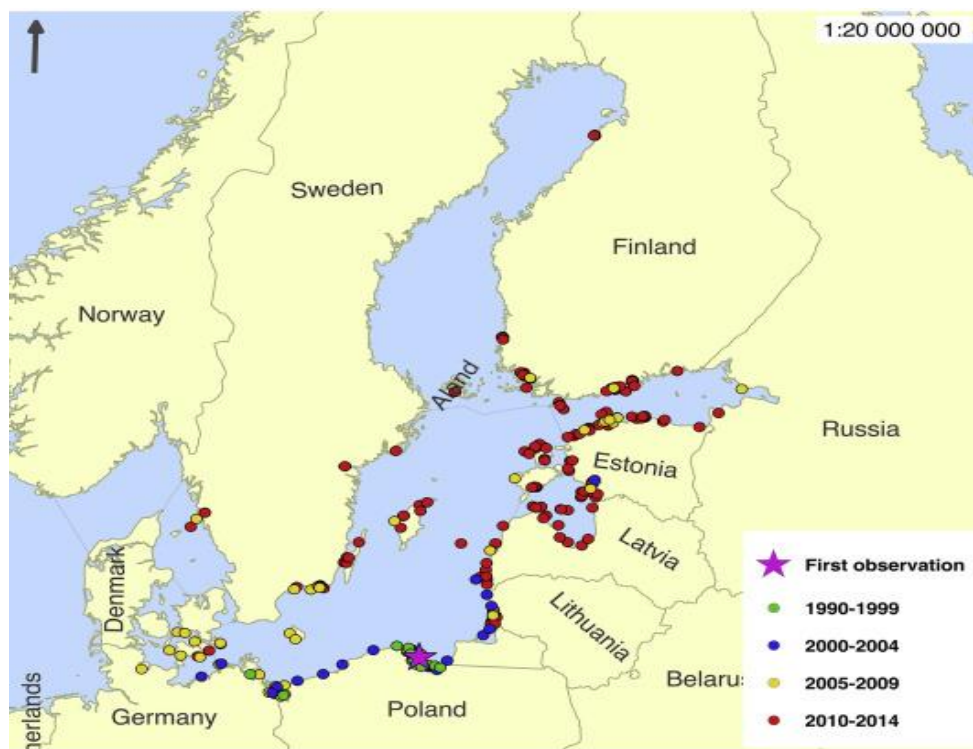 1:20 000 000
Sweden
Finland
Norway
Aland
Russia
Estonia
Latvia
Denmark
Lithuania
Belarus
Poland
Germany
herlands
First observation
1990-1999
2000-2004
2005-2009
2010-2014